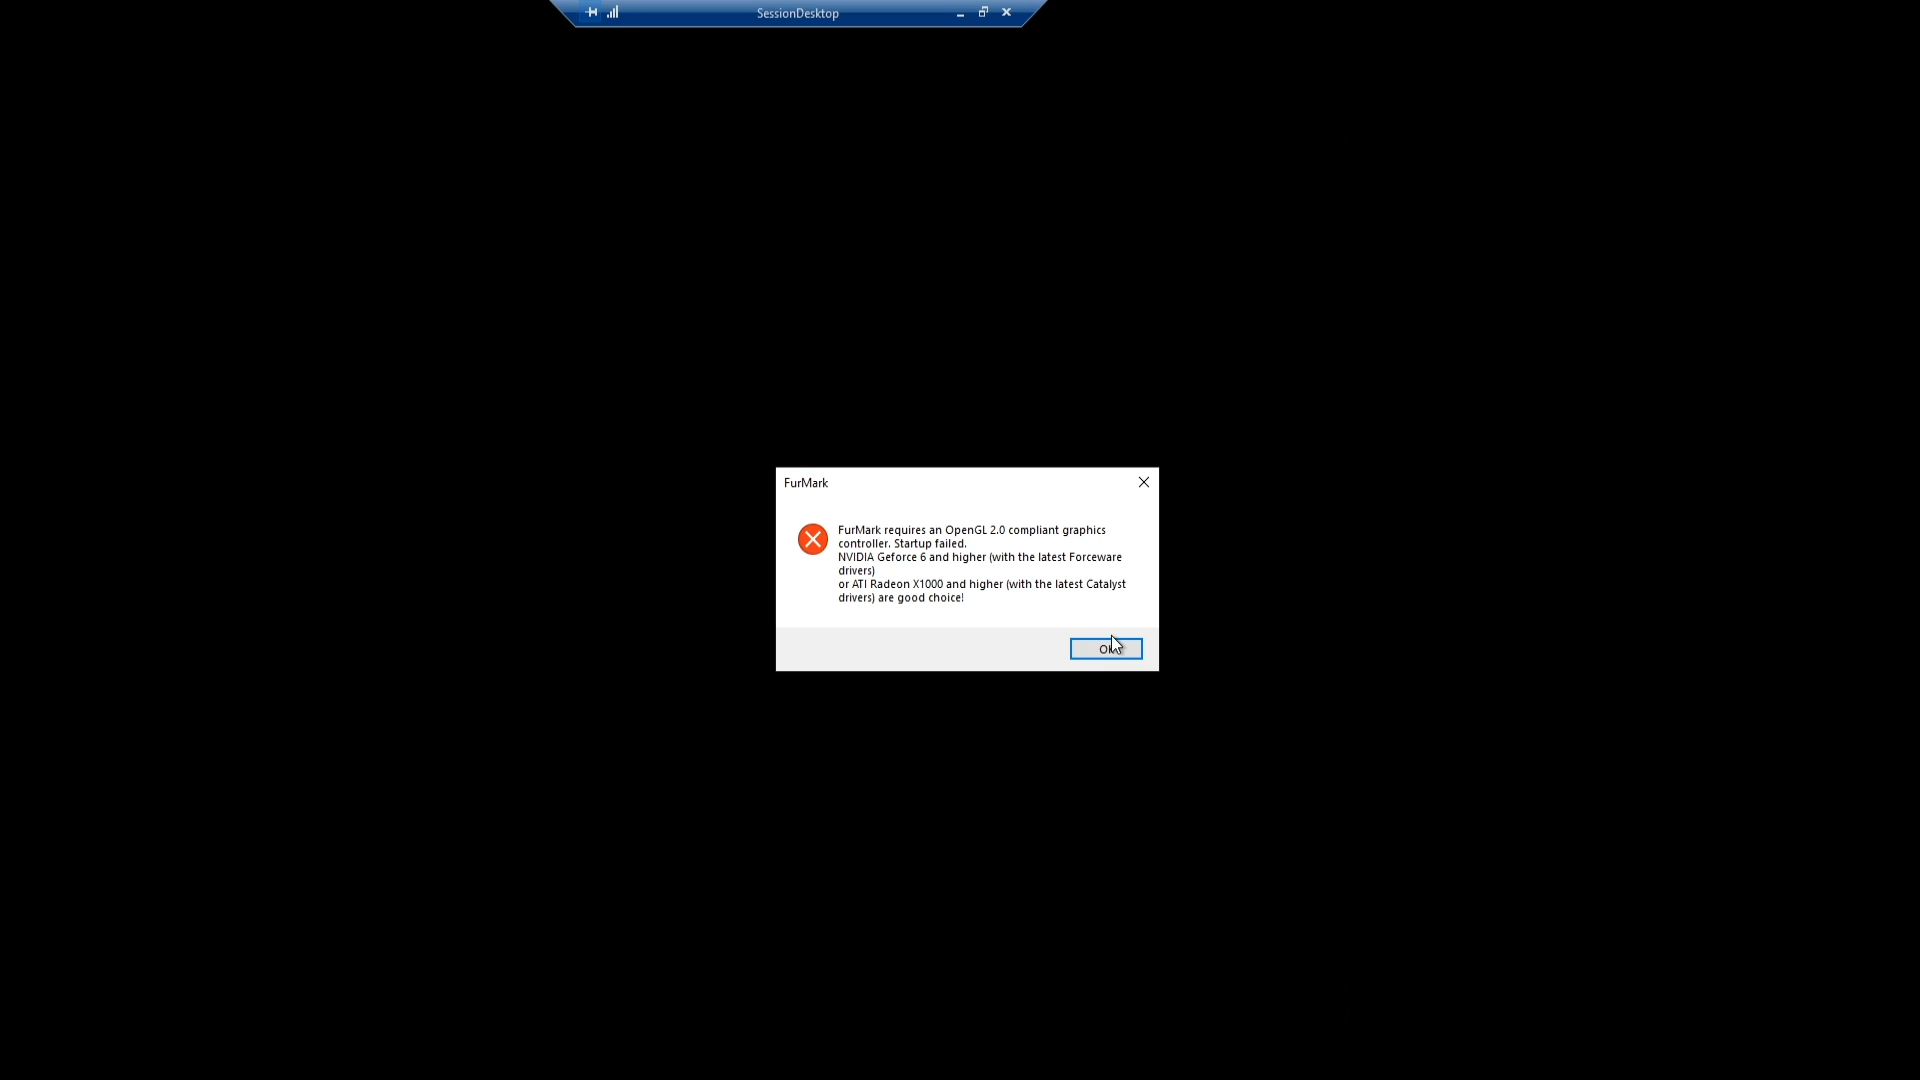 SessionDesktop
FurMark
FurMark requires an OpenGL 2.0 compliant graphics
controller. Startup failed.
NVIDIA Geforce 6 and higher (with the latest Forceware
drivers)
or ATI Radeon X1000 and higher (with the latest Catalyst
drivers) are good choice!
OK